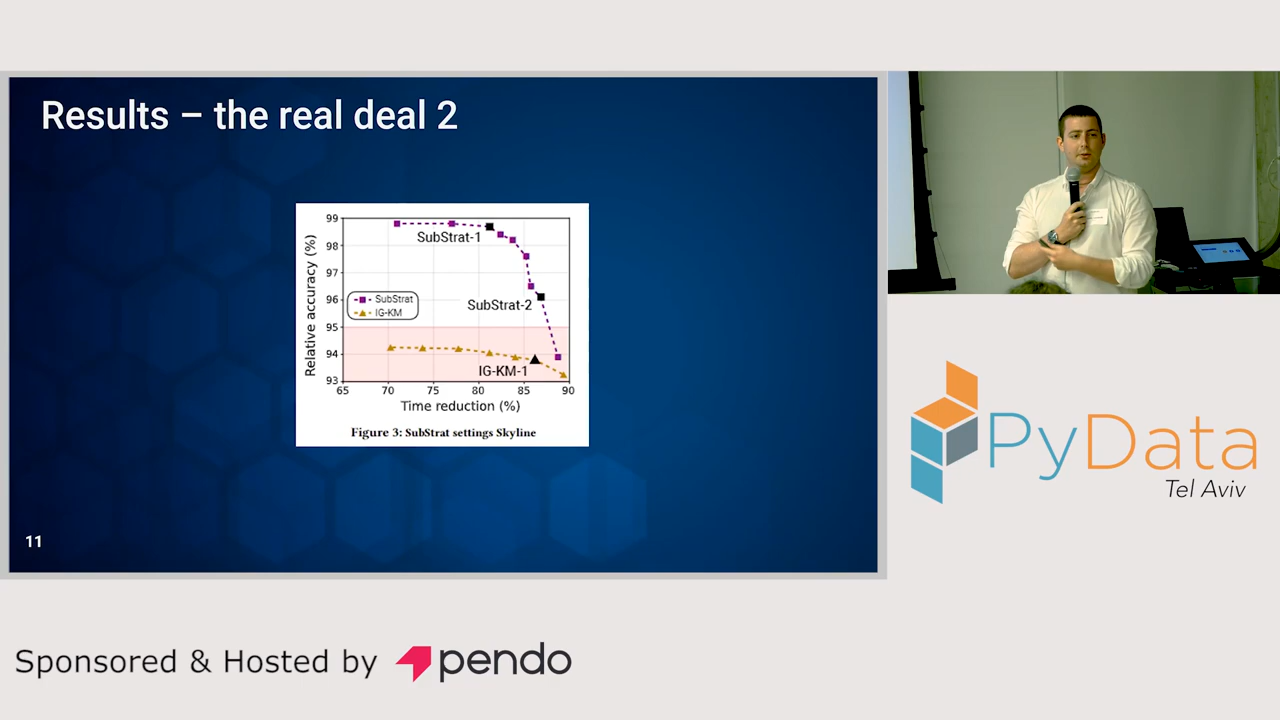 Results – the real deal 2
99
98
97
96
95
94
93
65
70
75
80
85
90
Relative accuracy (%)
Time reduction (%)
SubStrat-1
SubStrat-2
IG-KM-1
SubStrat
IG-KM
Figure 3: SubStrat settings Skyline
11
PyData
Tel Aviv
Sponsored & Hosted by pendo